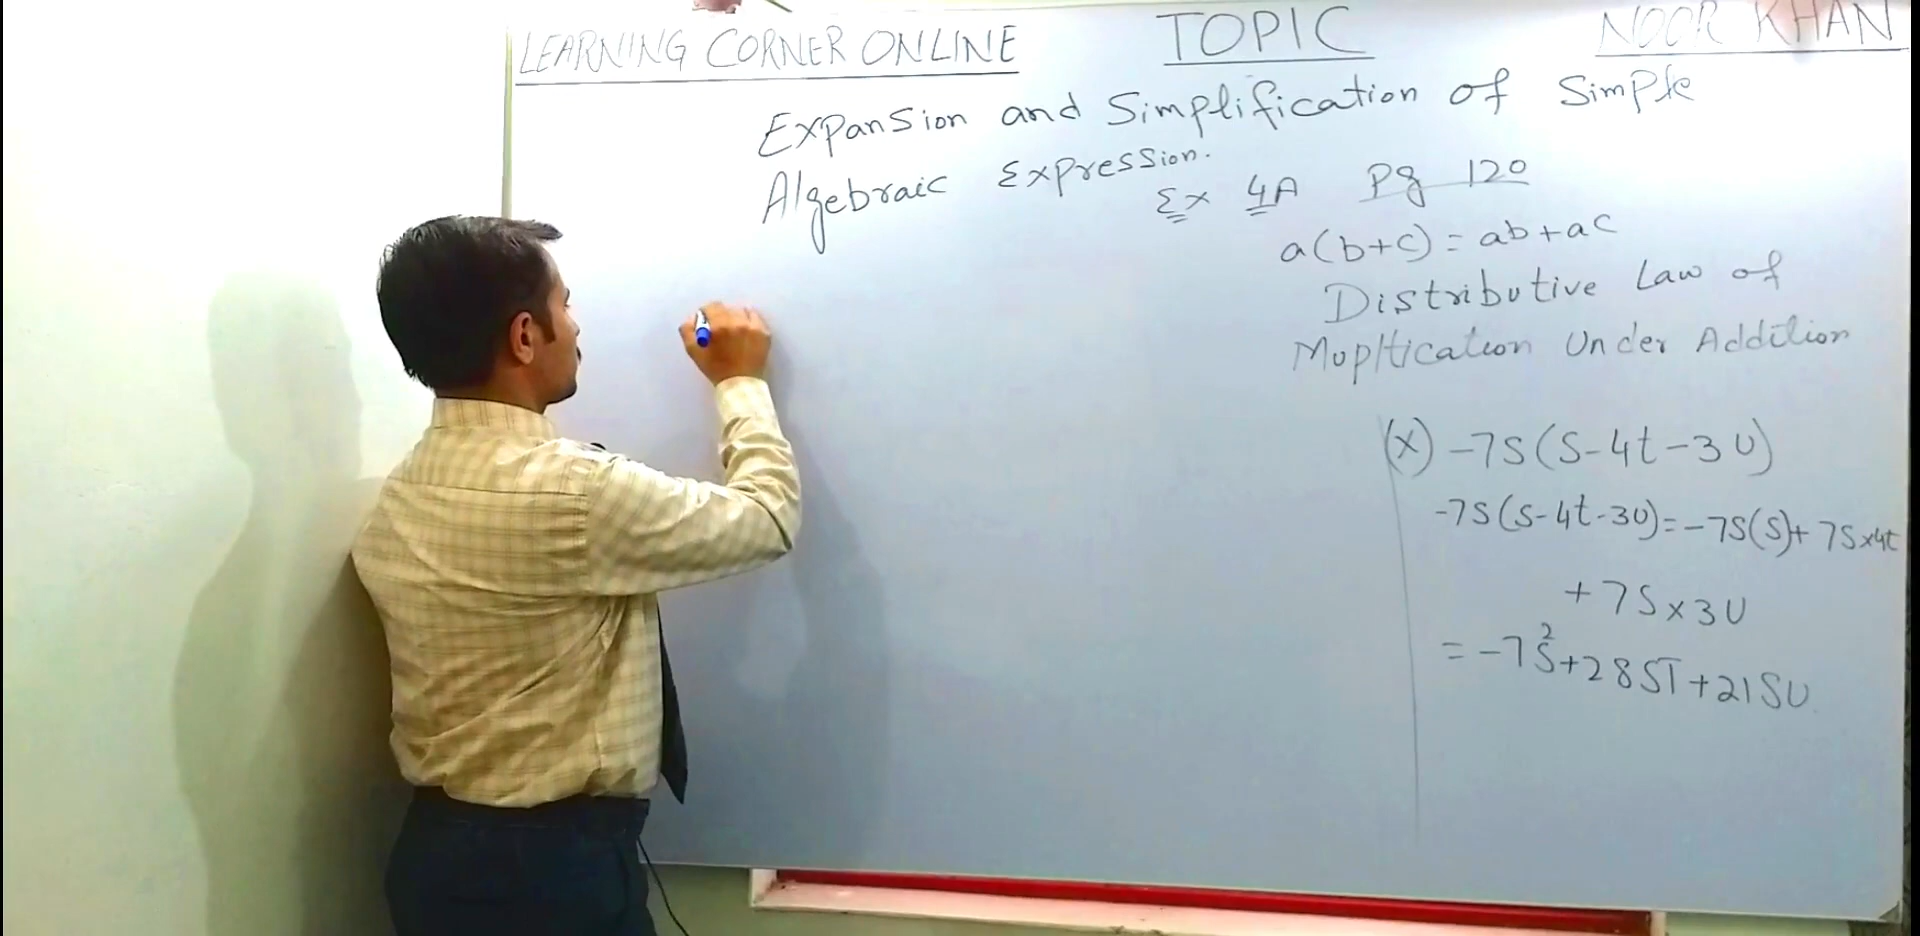 LEARNING CORNER ONLINE TOPIC NOOR KHAN
Expansion and Simplification of Simple
Algebraic Expression.
Ex 4A Pg 120
a(b+c) = ab+ac
Distributive Law of
Mupltication Under Addition
(x) -7S(S-4t-3U)
-7S(S-4t-3U)=-7S(S)+7S×4t
+7S×3U
=-7S²+28ST+21SU.